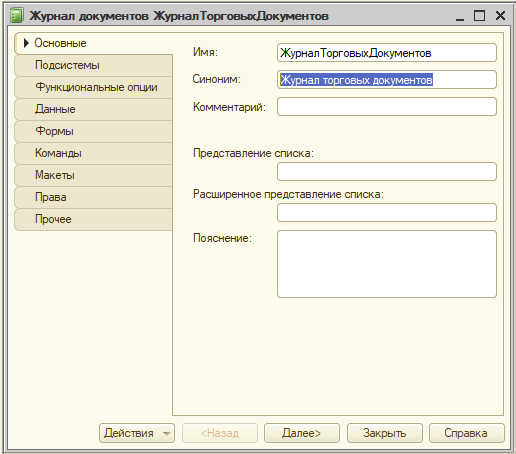 Журнал документов ЖурналТорговыхДокументов
Основные
Подсистемы
Функциональные опции
Данные
Формы
Команды
Макеты
Права
Прочее
Имя: ЖурналТорговыхДокументов
Синоним: Журнал торговых документов
Комментарий:
Представление списка:
Расширенное представление списка:
Пояснение:
Действия <Назад Далее> Закрыть Справка